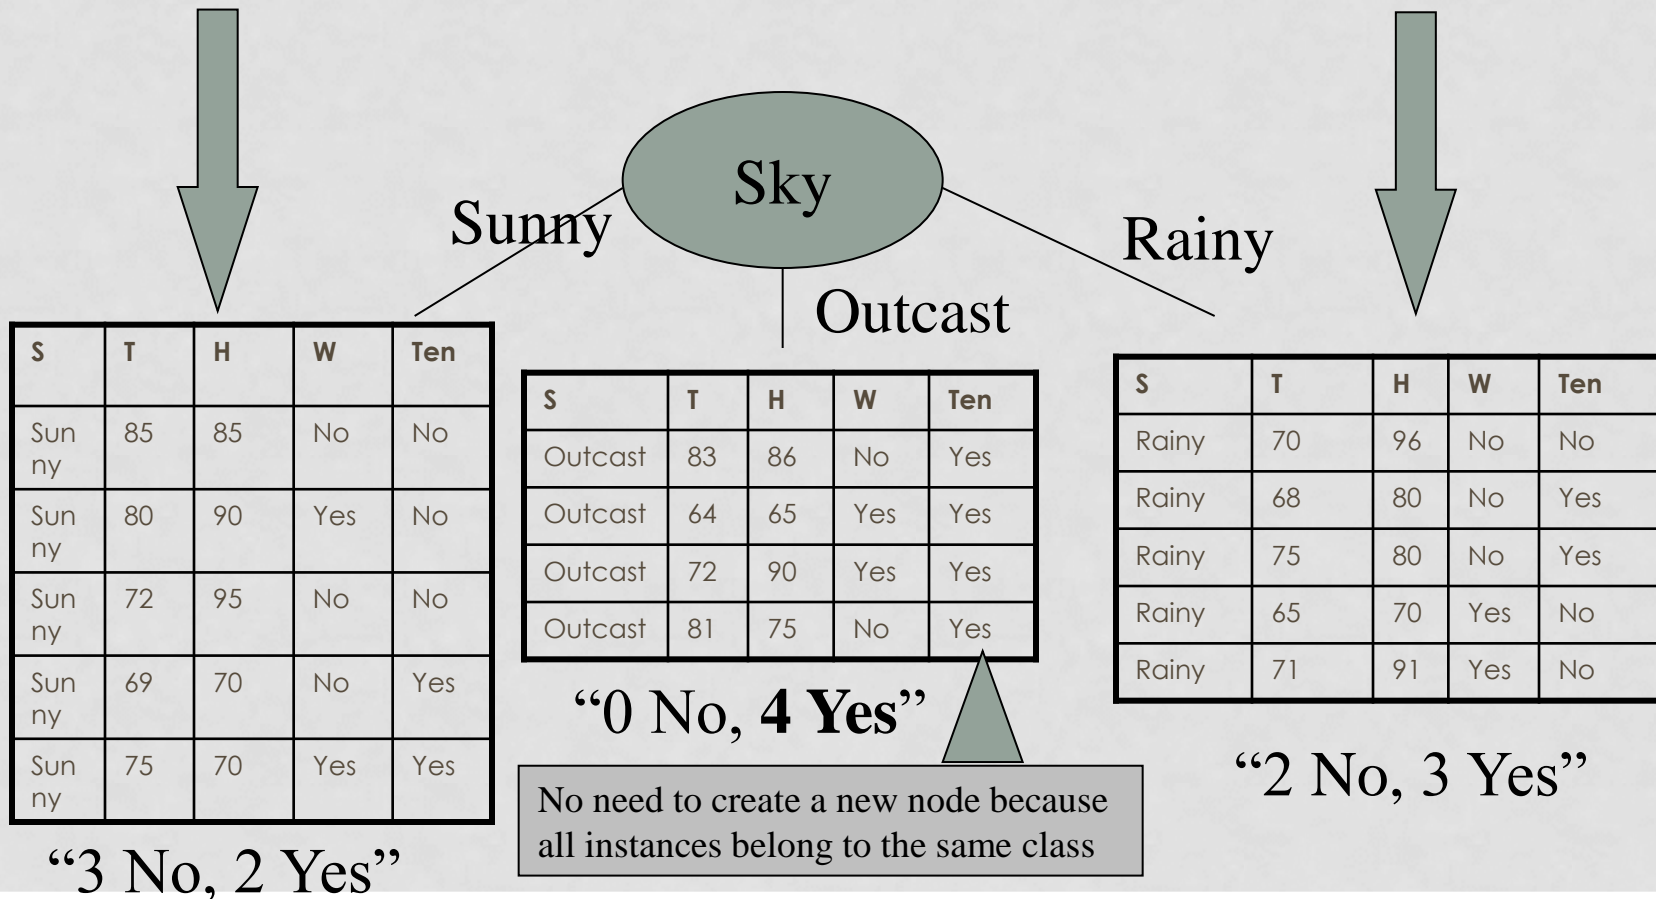 Sky
Sunny
Outcast
Rainy
S T H W Ten
Sun
ny 85 85 No No
Sun
ny 80 90 Yes No
Sun
ny 72 95 No No
Sun
ny 69 70 No Yes
Sun
ny 75 70 Yes Yes
“3 No, 2 Yes”
S T H W Ten
Outcast 83 86 No Yes
Outcast 64 65 Yes Yes
Outcast 72 90 Yes Yes
Outcast 81 75 No Yes
“0 No, 4 Yes”
No need to create a new node because
all instances belong to the same class
S T H W Ten
Rainy 70 96 No No
Rainy 68 80 No Yes
Rainy 75 80 No Yes
Rainy 65 70 Yes No
Rainy 71 91 Yes No
“2 No, 3 Yes”